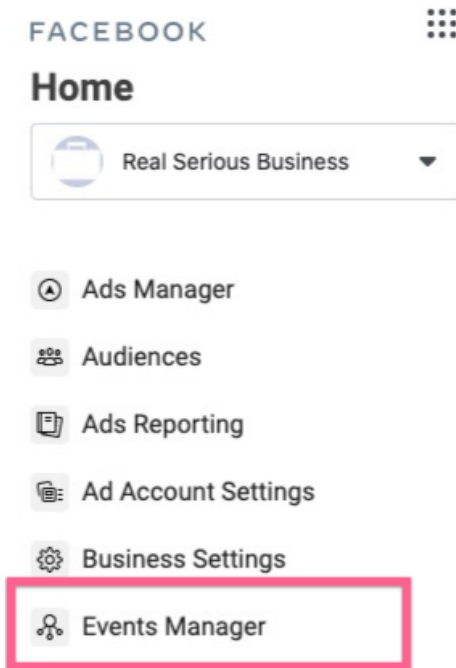 FACEBOOK
Home
Real Serious Business
Ads Manager
Audiences
Ads Reporting
Ad Account Settings
Business Settings
Events Manager